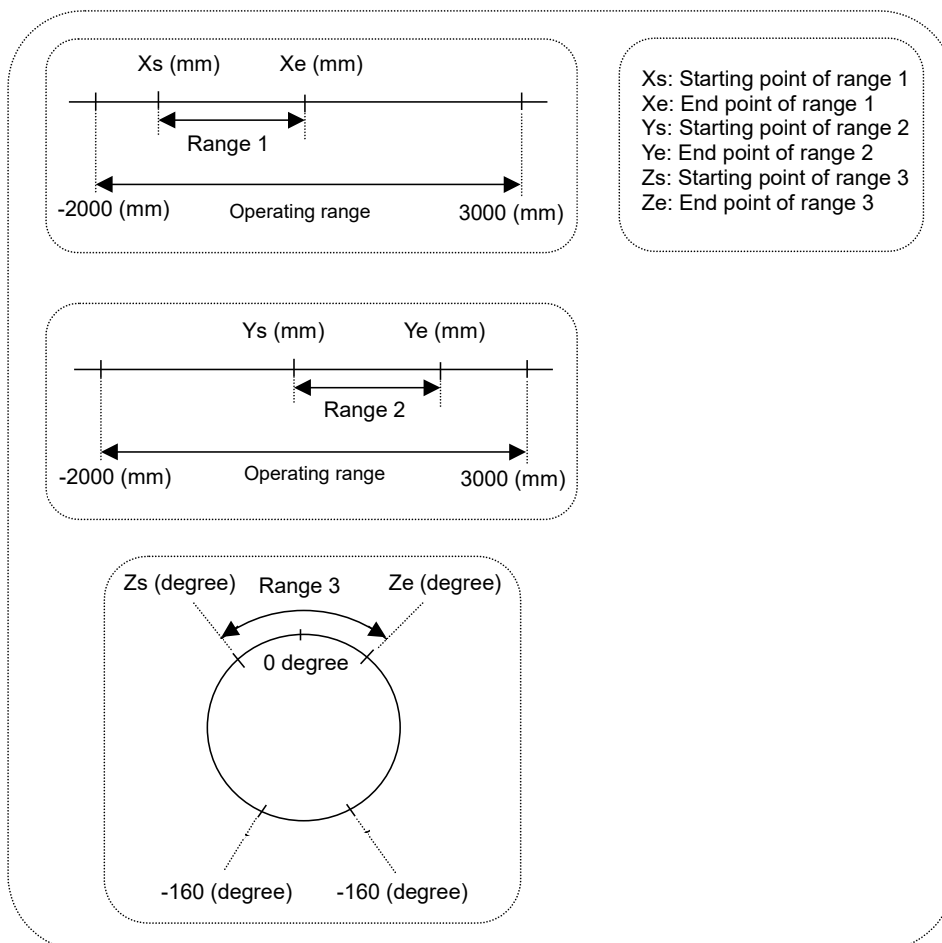 Xs (mm) Xe (mm)
Range 1
-2000 (mm) Operating range 3000 (mm)
Xs: Starting point of range 1
Xe: End point of range 1
Ys: Starting point of range 2
Ye: End point of range 2
Zs: Starting point of range 3
Ze: End point of range 3
Ys (mm) Ye (mm)
Range 2
-2000 (mm) Operating range 3000 (mm)
Zs (degree) Range 3 Ze (degree)
0 degree
-160 (degree) -160 (degree)